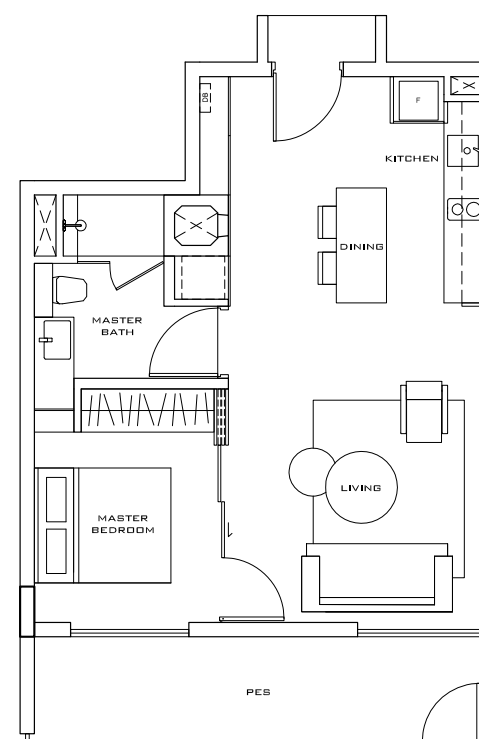 DB
F
KITCHEN
DINING
MASTER
BATH
LIVING
MASTER
BEDROOM
PES